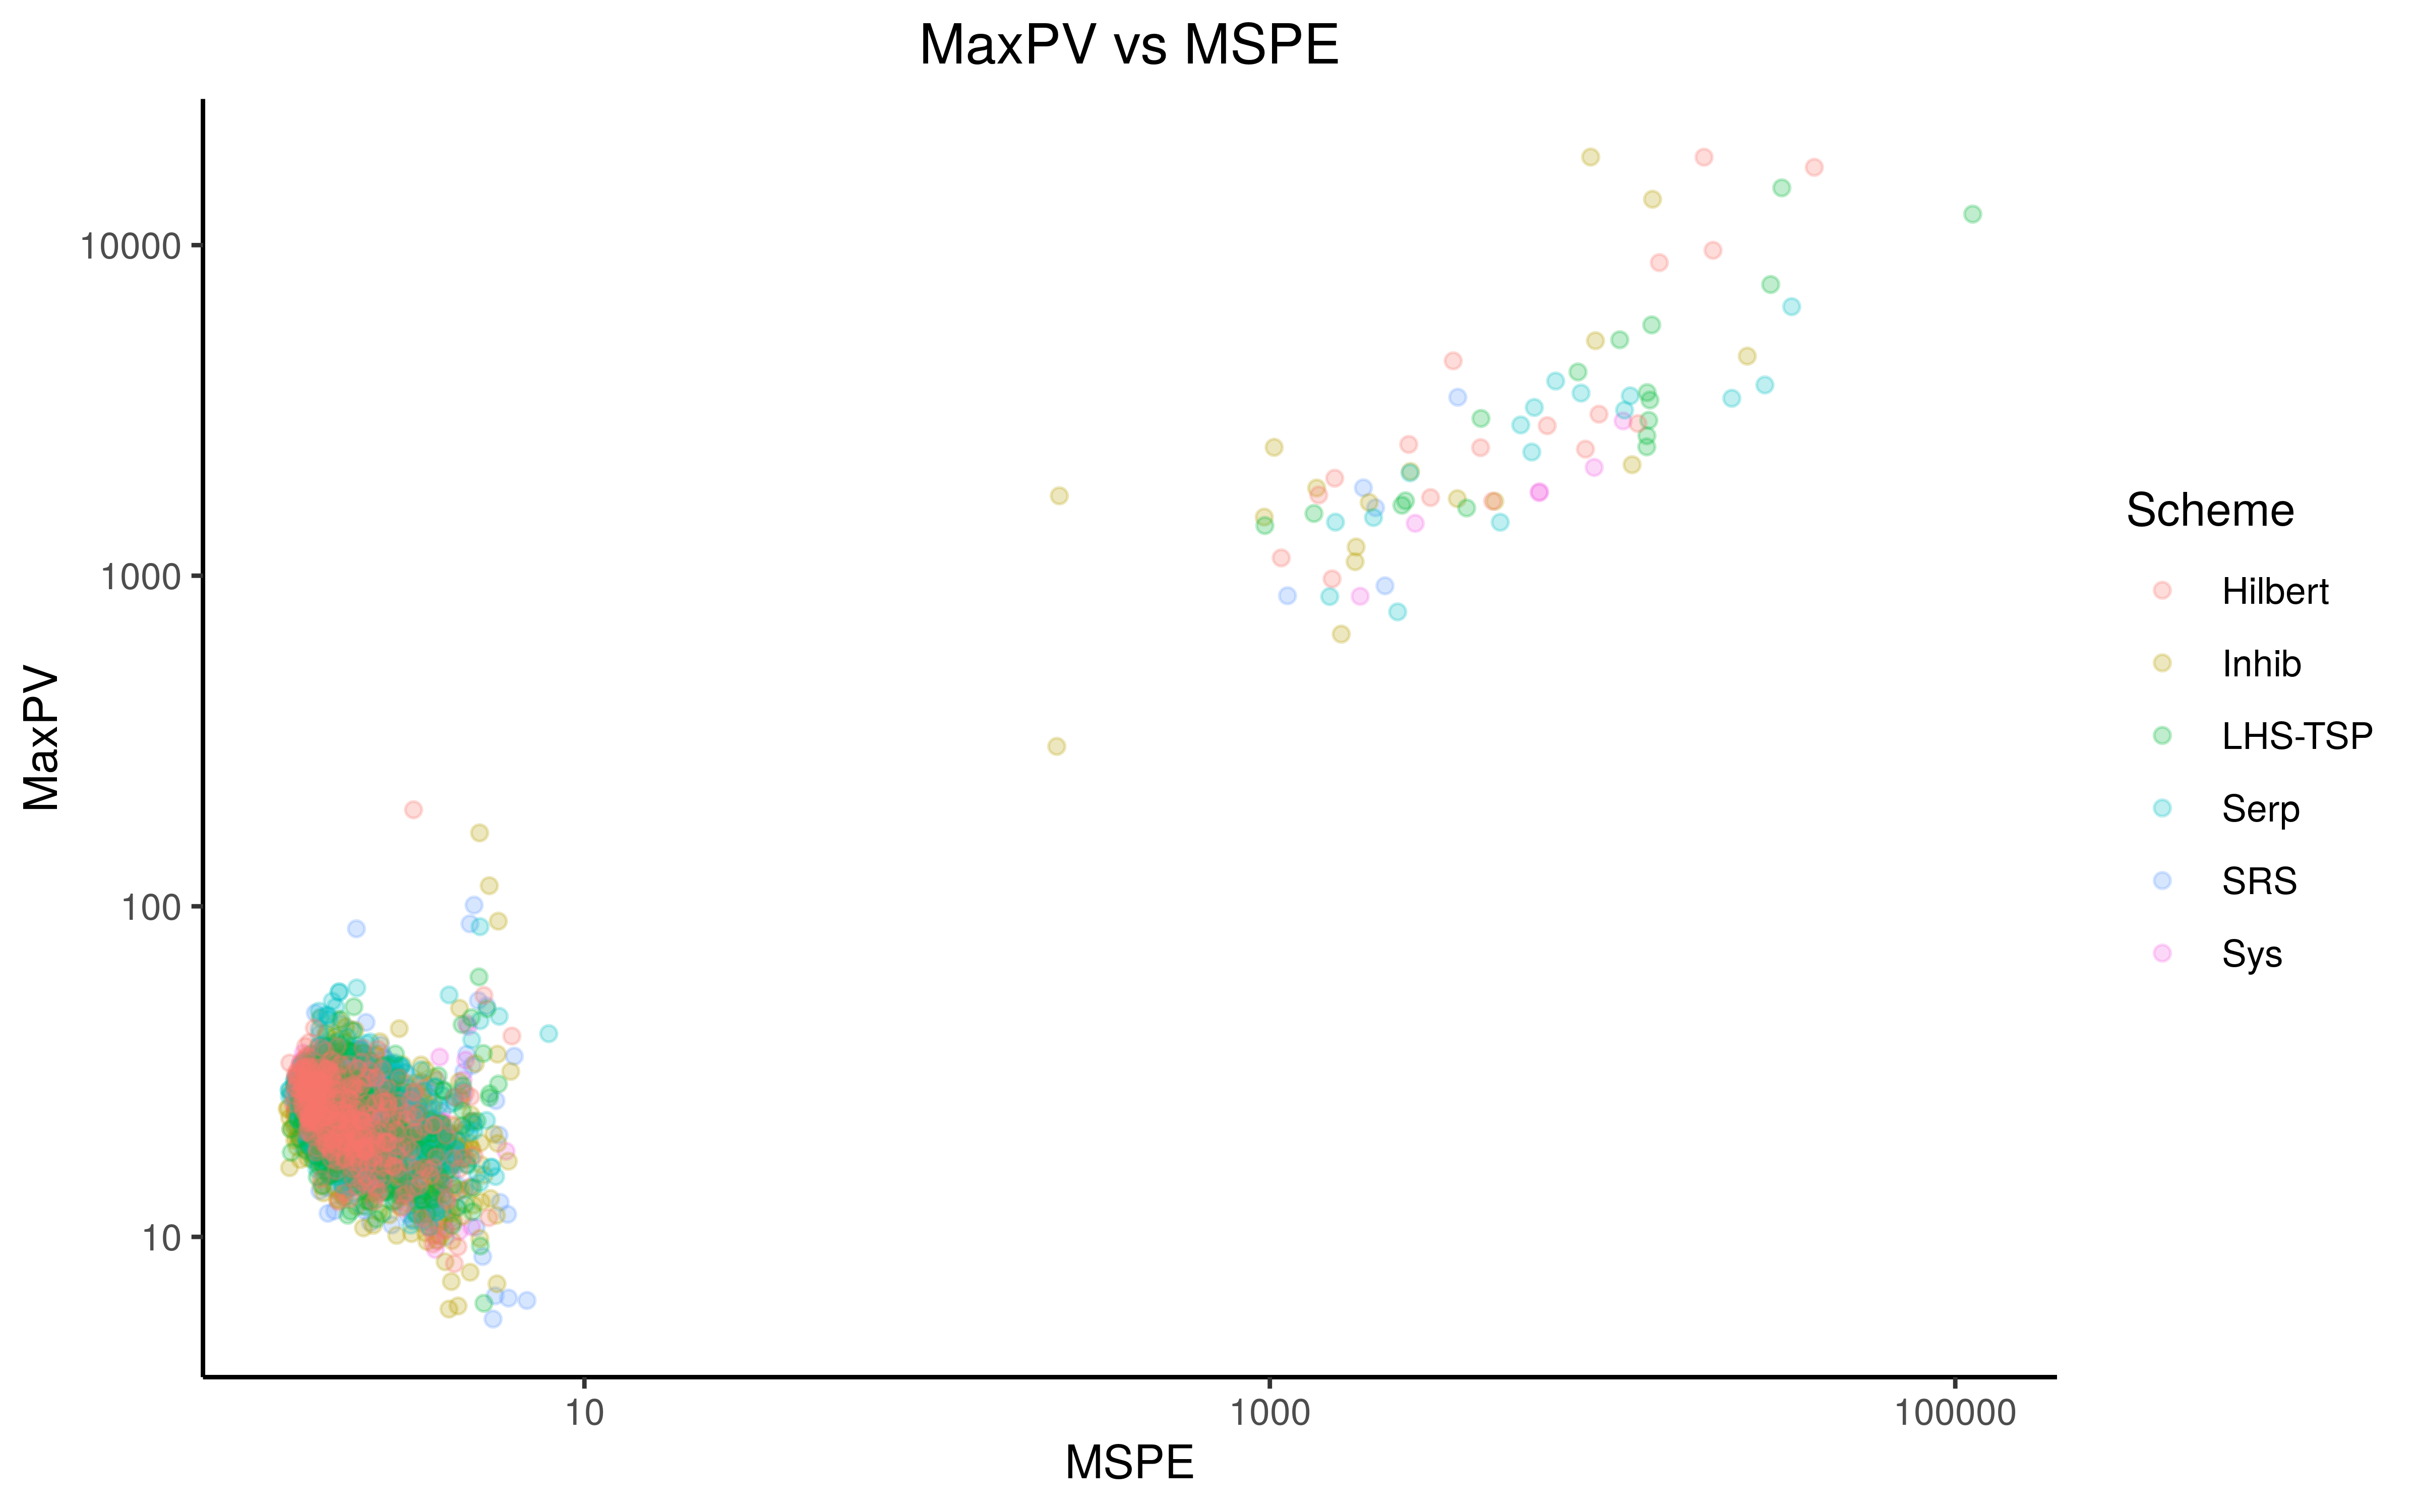 MaxPV vs MSPE
MaxPV
10000
1000
100
10
10
1000
100000
MSPE
Scheme
Hilbert
Inhib
LHS-TSP
Serp
SRS
Sys